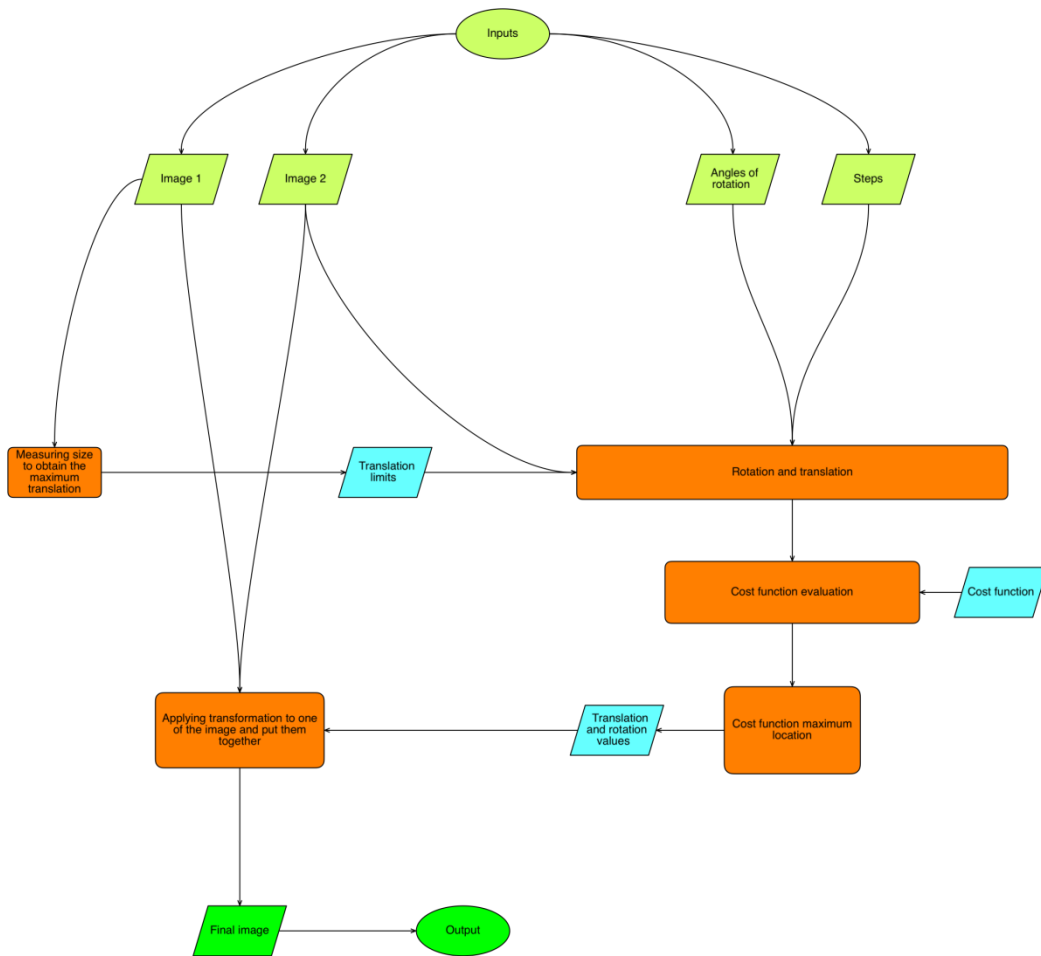 Inputs
Image 1
Image 2
Angles of
rotation
Steps
Measuring size
to obtain the
maximum
translation
Translation
limits
Rotation and translation
Cost function evaluation
Cost function
Applying transformation to one
of the image and put them
together
Translation
and rotation
values
Cost function maximum
location
Final image
Output